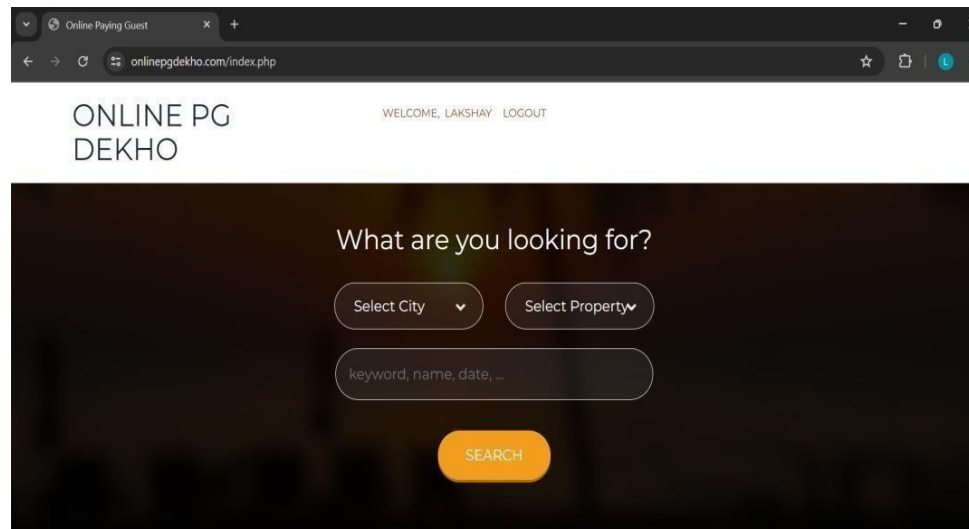 Online Paying Guest
onlinepgdekho.com/index.php
L
ONLINE PG
DEKHO
WELCOME, LAKSHAY LOGOUT
What are you looking for?
Select City
Select Property
keyword, name, date, ...
SEARCH